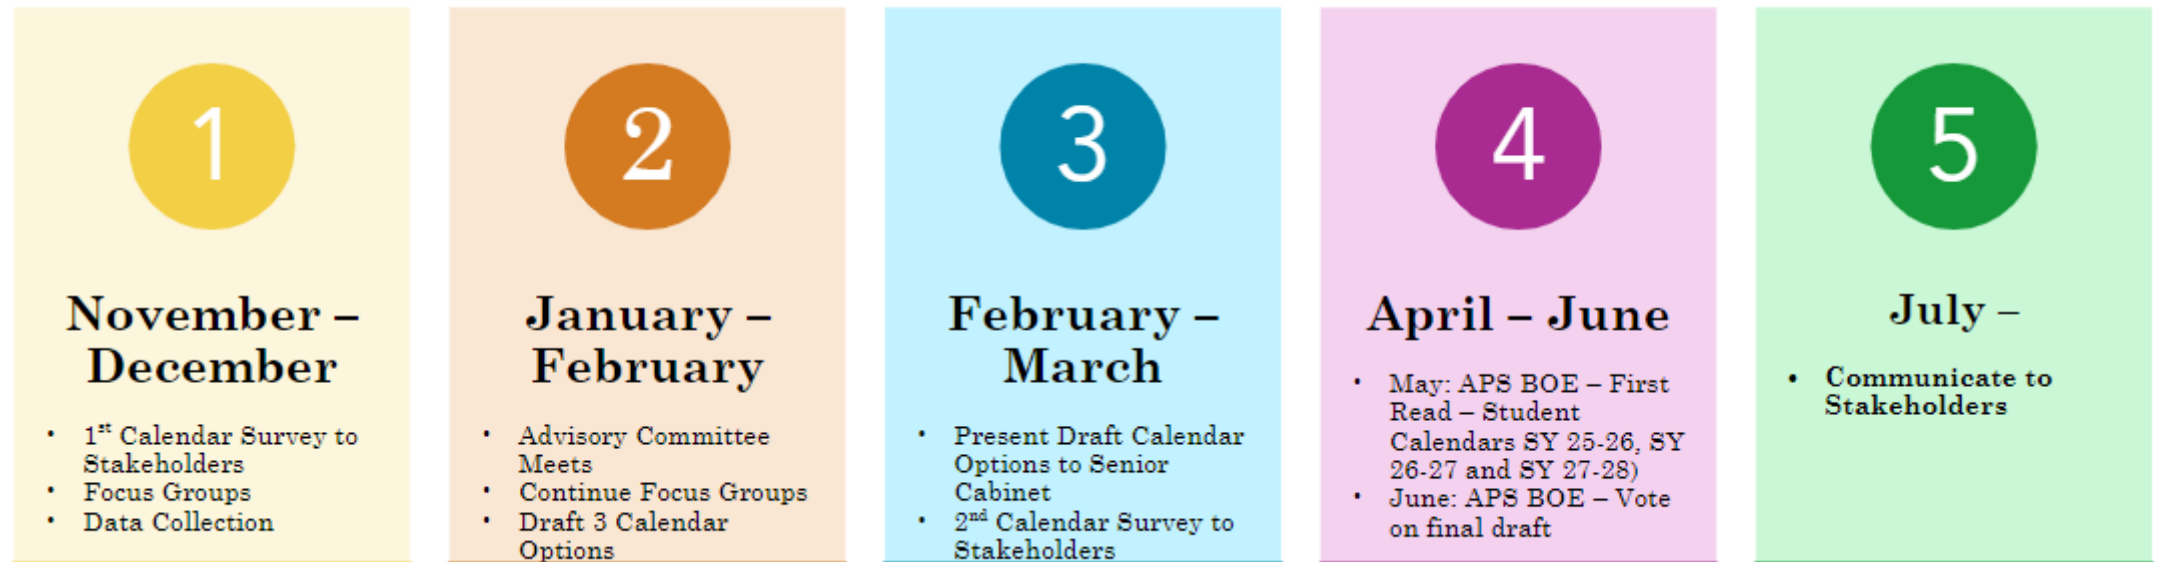 1
November –
December
• 1st Calendar Survey to
Stakeholders
• Focus Groups
• Data Collection
2
January –
February
• Advisory Committee
Meets
• Continue Focus Groups
• Draft 3 Calendar
Options
3
February –
March
• Present Draft Calendar
Options to Senior
Cabinet
• 2nd Calendar Survey to
Stakeholders
4
April – June
• May: APS BOE – First
Read – Student
Calendars SY 25-26, SY
26-27 and SY 27-28)
• June: APS BOE – Vote
on final draft
5
July –
• Communicate to
Stakeholders